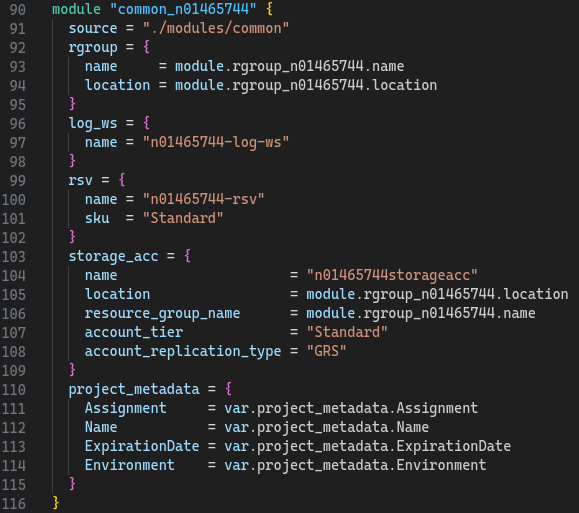 90 module "common_n01465744" {
91   source = "./modules/common"
92   rgroup = {
93     name     = module.rgroup_n01465744.name
94     location = module.rgroup_n01465744.location
95   }
96   log_ws = {
97     name = "n01465744-log-ws"
98   }
99   rsv = {
100     name = "n01465744-rsv"
101     sku  = "Standard"
102   }
103   storage_acc = {
104     name                     = "n01465744storageacc"
105     location                 = module.rgroup_n01465744.location
106     resource_group_name      = module.rgroup_n01465744.name
107     account_tier             = "Standard"
108     account_replication_type = "GRS"
109   }
110   project_metadata = {
111     Assignment     = var.project_metadata.Assignment
112     Name           = var.project_metadata.Name
113     ExpirationDate = var.project_metadata.ExpirationDate
114     Environment    = var.project_metadata.Environment
115   }
116 }